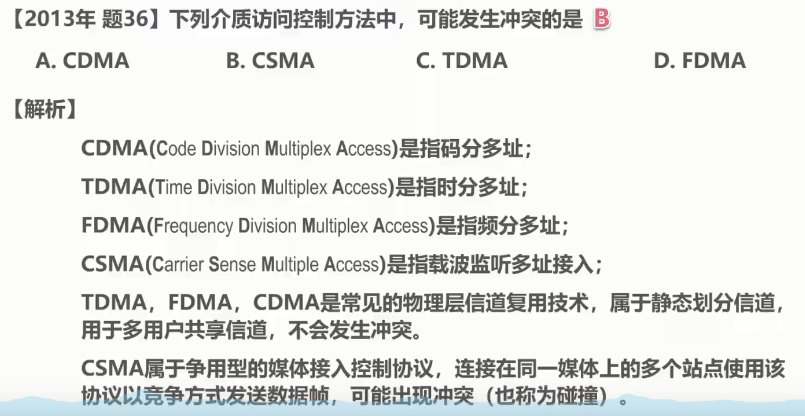 【2013年 题36】下列介质访问控制方法中，可能发生冲突的是 B
A. CDMA B. CSMA C. TDMA D. FDMA
【解析】
CDMA(Code Division Multiplex Access)是指码分多址；
TDMA(Time Division Multiplex Access)是指时分多址；
FDMA(Frequency Division Multiplex Access)是指频分多址；
CSMA(Carrier Sense Multiple Access)是指载波监听多址接入；
TDMA，FDMA，CDMA是常见的物理层信道复用技术，属于静态划分信道，
用于多用户共享信道，不会发生冲突。
CSMA属于争用型的媒体接入控制协议，连接在同一媒体上的多个站点使用该
协议以竞争方式发送数据帧，可能出现冲突（也称为碰撞）。